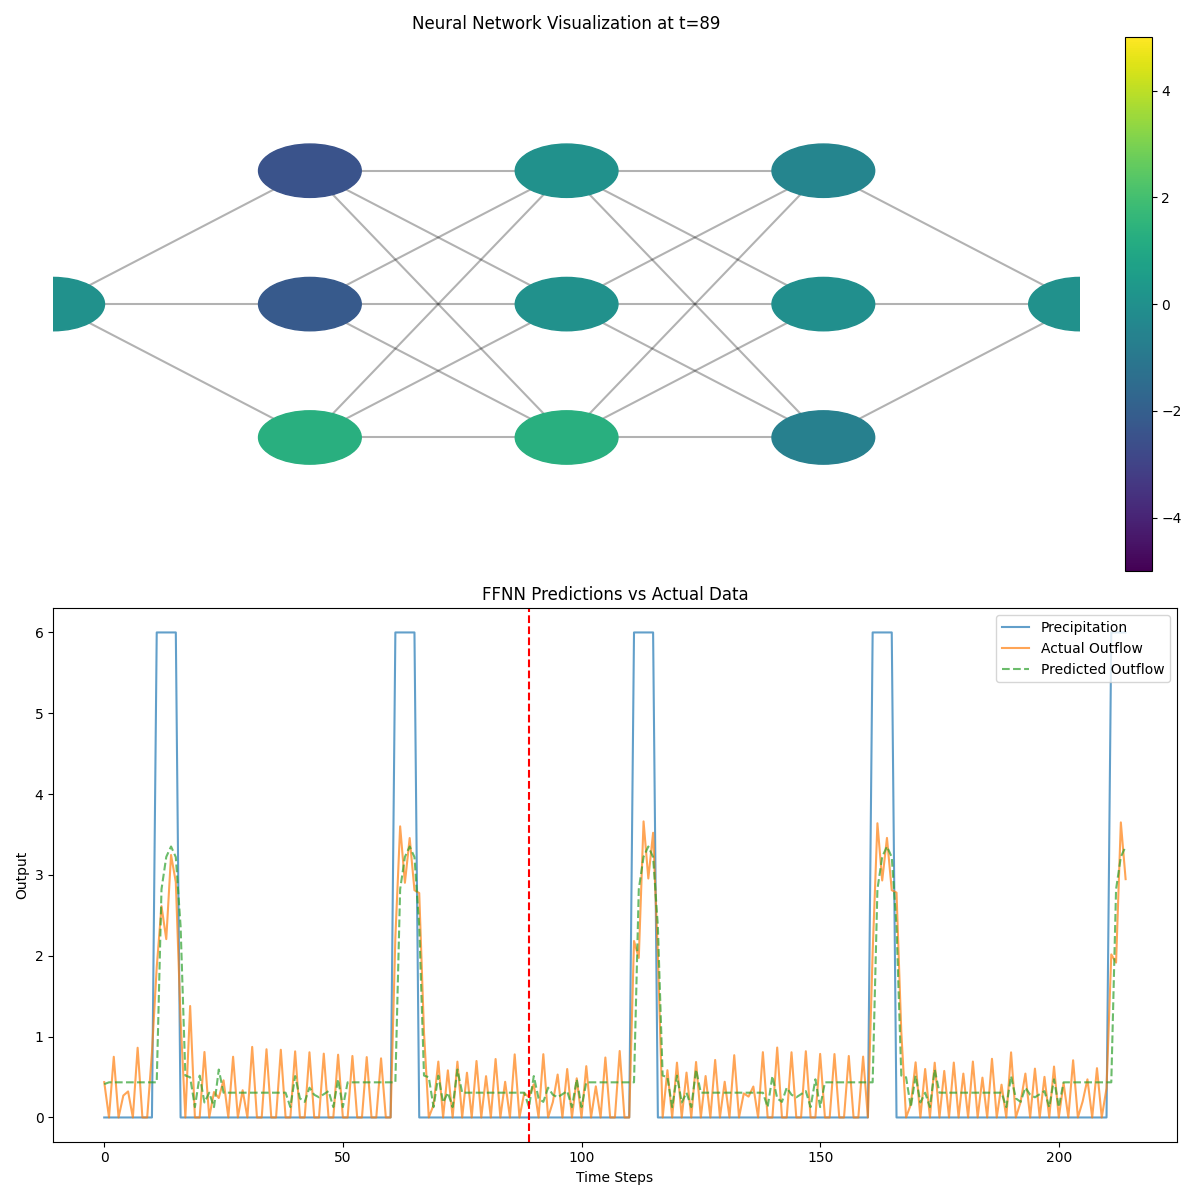 Neural Network Visualization at t=89
4
2
0
−2
−4
FFNN Predictions vs Actual Data
Output
6
5
4
3
2
1
0
Precipitation
Actual Outflow
Predicted Outflow
0
50
100
150
200
Time Steps